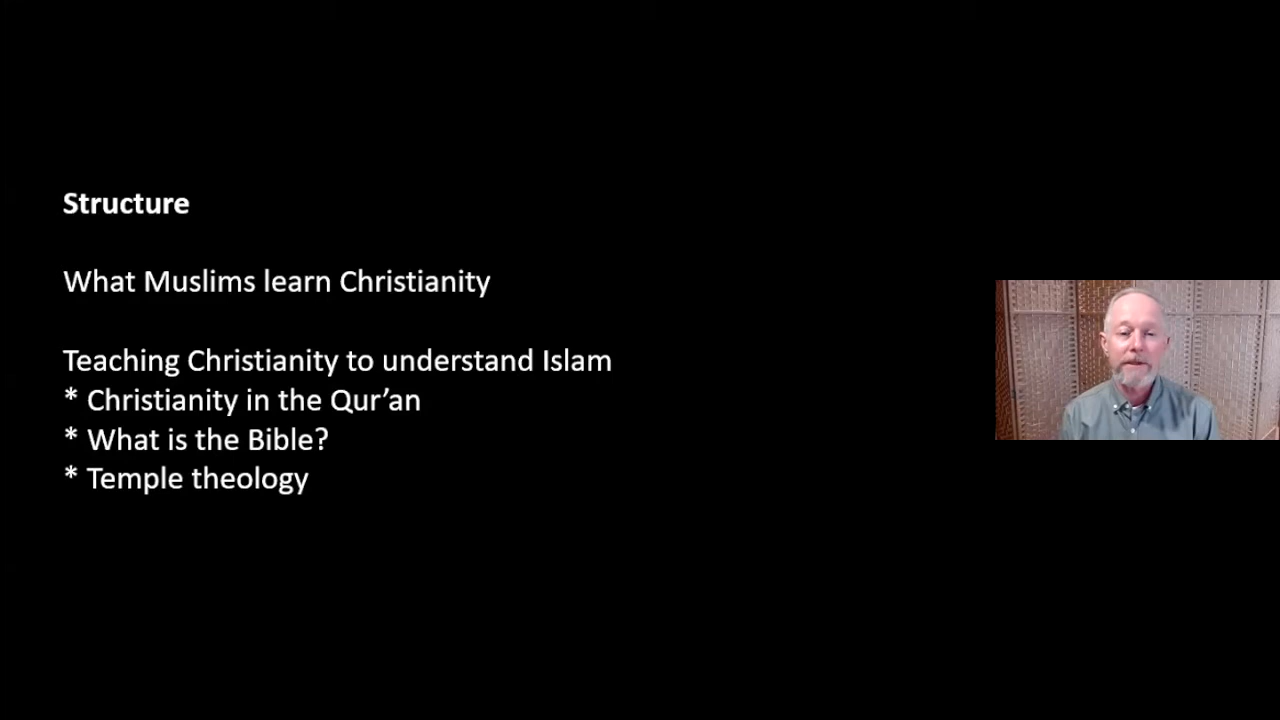 Structure
What Muslims learn Christianity
Teaching Christianity to understand Islam
* Christianity in the Qur’an
* What is the Bible?
* Temple theology